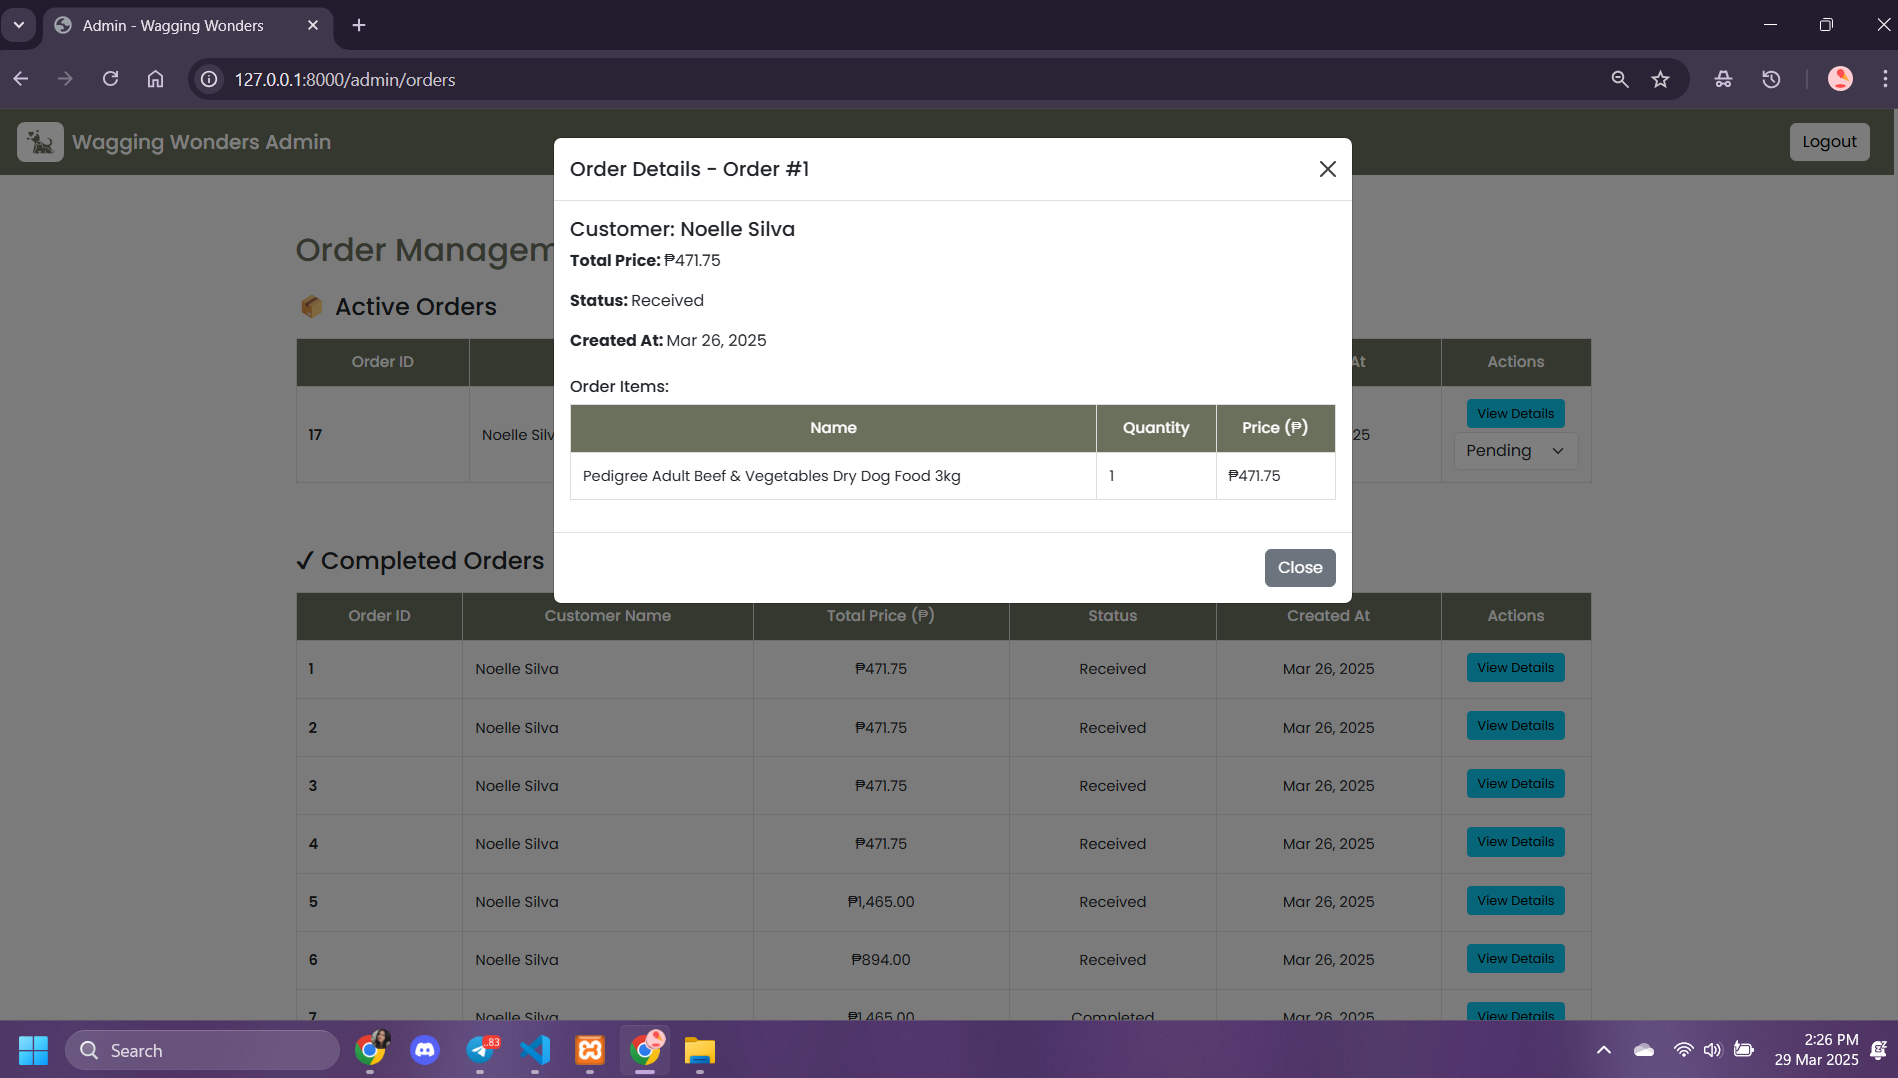 Admin - Wagging Wonders
127.0.0.1:8000/admin/orders
Wagging Wonders Admin
Logout
Order Details - Order #1
Customer: Noelle Silva
Total Price: ₱471.75
Status: Received
Created At: Mar 26, 2025
Order Items:
Name Quantity Price (₱)
Pedigree Adult Beef & Vegetables Dry Dog Food 3kg 1 ₱471.75
Close
Order Managem
Active Orders
Order ID At Actions
17 Noelle Silv 25 View Details
Pending
✓ Completed Orders
Order ID Customer Name Total Price (₱) Status Created At Actions
1 Noelle Silva ₱471.75 Received Mar 26, 2025 View Details
2 Noelle Silva ₱471.75 Received Mar 26, 2025 View Details
3 Noelle Silva ₱471.75 Received Mar 26, 2025 View Details
4 Noelle Silva ₱471.75 Received Mar 26, 2025 View Details
5 Noelle Silva ₱1,465.00 Received Mar 26, 2025 View Details
6 Noelle Silva ₱894.00 Received Mar 26, 2025 View Details
7 Noelle Silva ₱1,465.00 Completed Mar 26, 2025 View Details
Search
..83
2:26 PM
29 Mar 2025